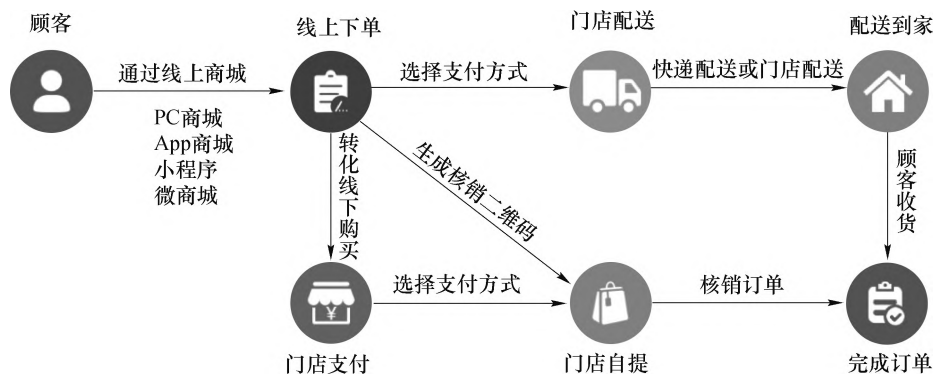 顾客
线上下单
门店配送
配送到家
通过线上商城
选择支付方式
快递配送或门店配送
PC商城
App商城
小程序
微商城
转化线下购买
生成核销二维码
顾客收货
选择支付方式
核销订单
门店支付
门店自提
完成订单